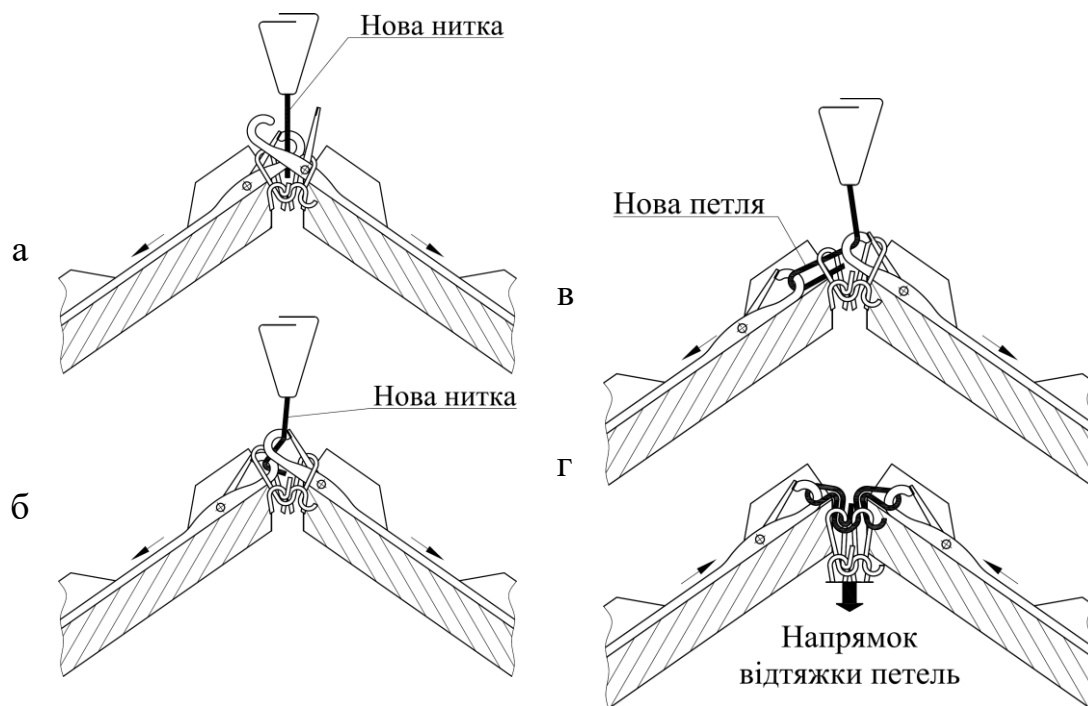 Нова нитка
а
Нова нитка
б
Нова петля
в
г
Напрямок
відтяжки петель